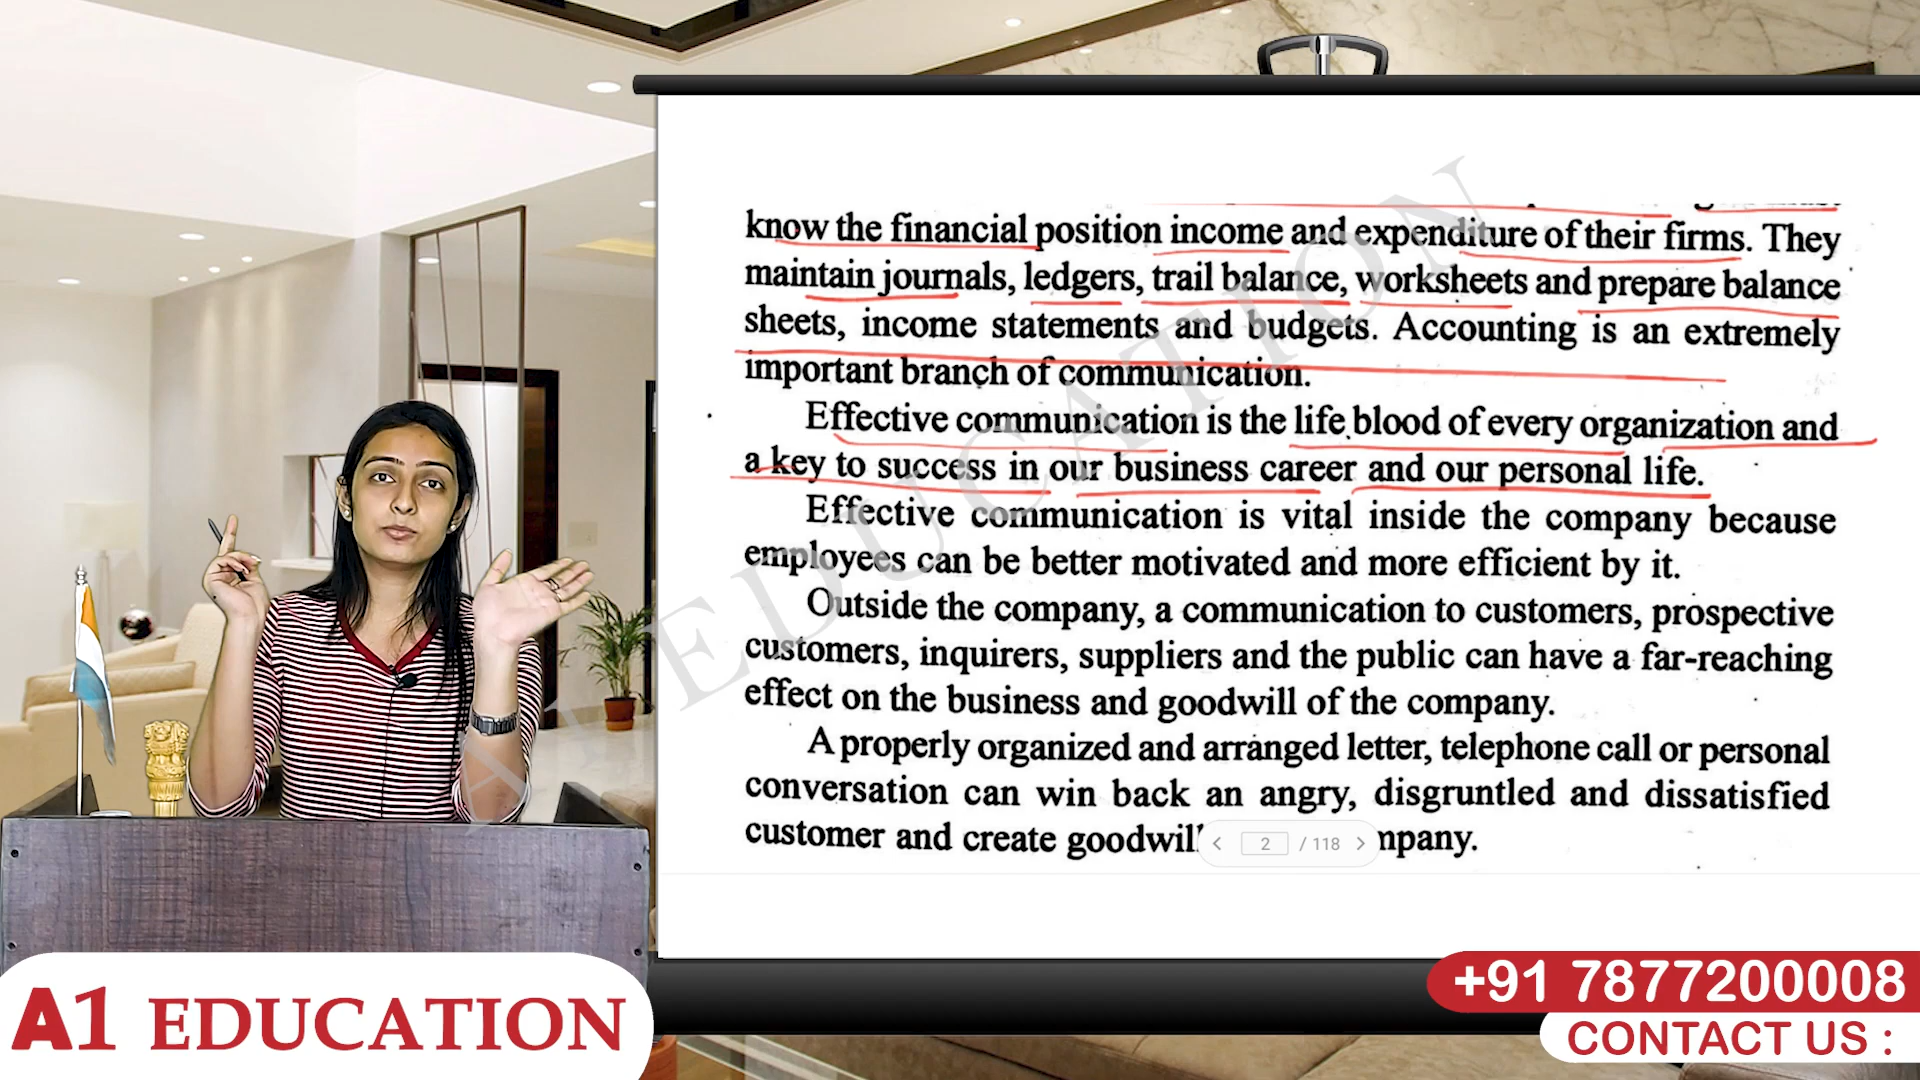 know the financial position income and expenditure of their firms. They
maintain journals, ledgers, trail balance, worksheets and prepare balance
sheets, income statements and budgets. Accounting is an extremely
important branch of communication.
Effective communication is the life blood of every organization and
a key to success in our business career and our personal life.
Effective communication is vital inside the company because
employees can be better motivated and more efficient by it.
Outside the company, a communication to customers, prospective
customers, inquirers, suppliers and the public can have a far-reaching
effect on the business and goodwill of the company.
A properly organized and arranged letter, telephone call or personal
conversation can win back an angry, disgruntled and dissatisfied
customer and create goodwill mpany.
2 / 118
A1 EDUCATION
A1 EDUCATION
+91 7877200008
CONTACT US :